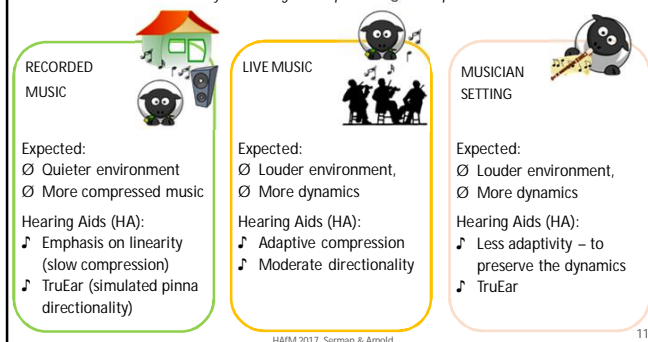 RECORDED
MUSIC
Expected:
Ø Quieter environment
Ø More compressed music
Hearing Aids (HA):
♪ Emphasis on linearity
(slow compression)
♪ TruEar (simulated pinna
directionality)
LIVE MUSIC
Expected:
Ø Louder environment,
Ø More dynamics
Hearing Aids (HA):
♪ Adaptive compression
♪ Moderate directionality
MUSICIAN
SETTING
Expected:
Ø Louder environment,
Ø More dynamics
Hearing Aids (HA):
♪ Less adaptivity – to
preserve the dynamics
♪ TruEar
HAfM 2017, Serman & Arnold
11